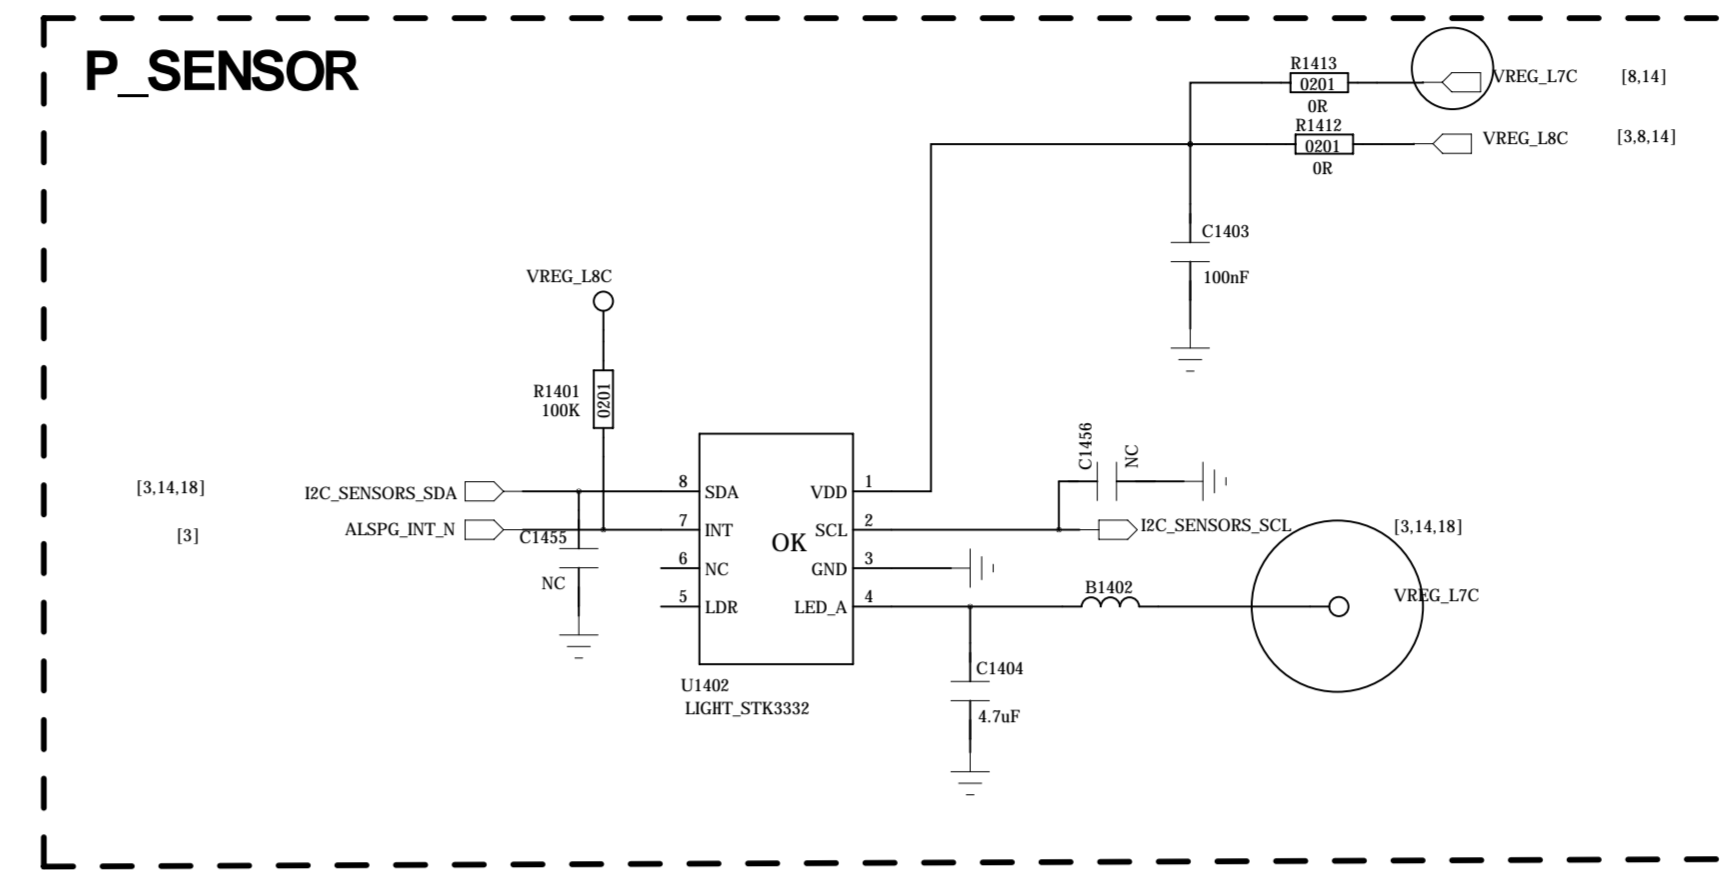 P_SENSOR
R1413
0201
0R
VREG_L7C [8,14]
R1412
0201
0R
VREG_L8C [3,8,14]
C1403
100nF
VREG_L8C
R1401
100K
0201
C1456
NC
[3,14,18] I2C_SENSORS_SDA
[3] ALSPG_INT_N
C1455
NC
8 SDA
7 INT
6 NC
5 LDR
OK
VDD 1
SCL 2
GND 3
LED_A 4
I2C_SENSORS_SCL [3,14,18]
B1402
VREG_L7C
C1404
4.7uF
U1402
LIGHT_STK3332